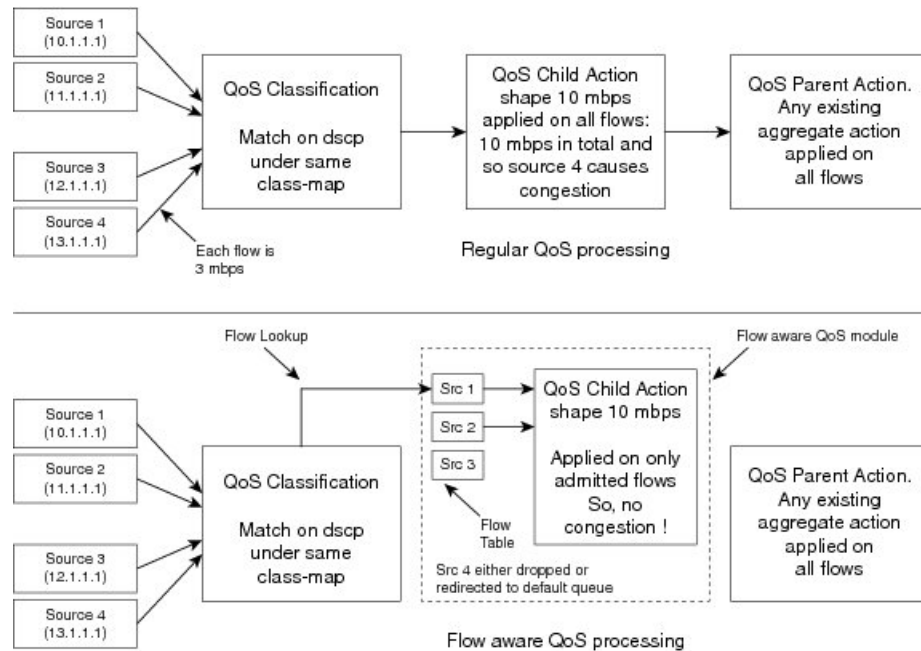 Source 1
(10.1.1.1)
Source 2
(11.1.1.1)
Source 3
(12.1.1.1)
Source 4
(13.1.1.1)
Each flow is
3 mbps
QoS Classification
Match on dscp
under same
class-map
QoS Child Action
shape 10 mbps
applied on all flows:
10 mbps in total and
so source 4 causes
congestion
QoS Parent Action.
Any existing
aggregate action
applied on
all flows
Regular QoS processing
Flow Lookup
Flow aware QoS module
Source 1
(10.1.1.1)
Source 2
(11.1.1.1)
Source 3
(12.1.1.1)
Source 4
(13.1.1.1)
QoS Classification
Match on dscp
under same
class-map
Src 1
Src 2
Src 3
Flow
Table
QoS Child Action
shape 10 mbps
Applied on only
admitted flows
So, no
congestion !
Src 4 either dropped or
redirected to default queue
QoS Parent Action.
Any existing
aggregate action
applied on
all flows
Flow aware QoS processing